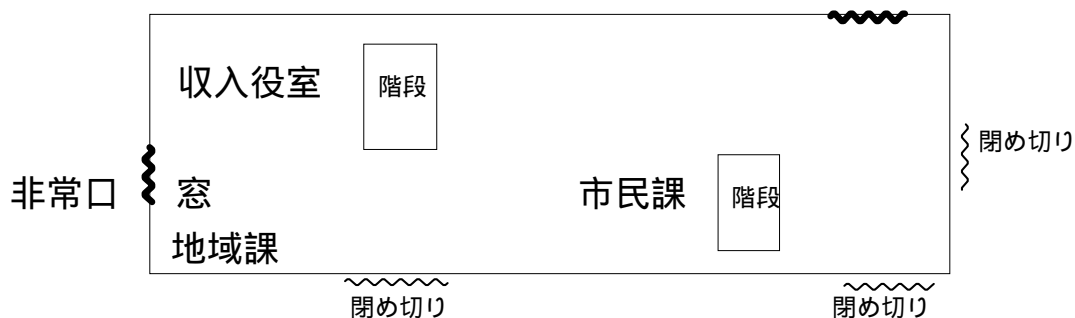 収入役室
階段
閉め切り
非常口
窓
市民課
階段
地域課
閉め切り
閉め切り